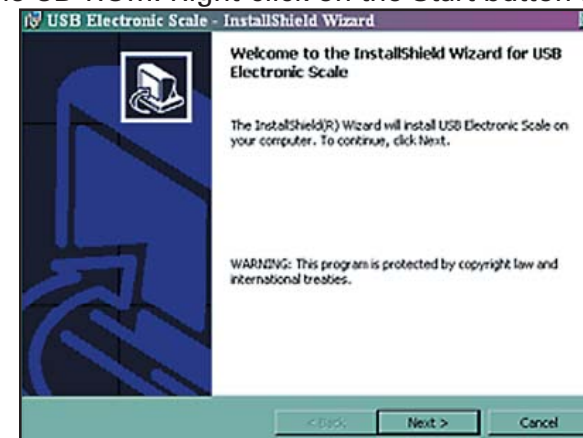 CD-ROM. Right click on the Start button
USB Electronic Scale - InstallShield Wizard
Welcome to the InstallShield Wizard for USB
Electronic Scale
The InstallShield(R) Wizard will install USB Electronic Scale on
your computer. To continue, click Next.
WARNING: This program is protected by copyright law and
international treaties.
< Back
Next >
Cancel